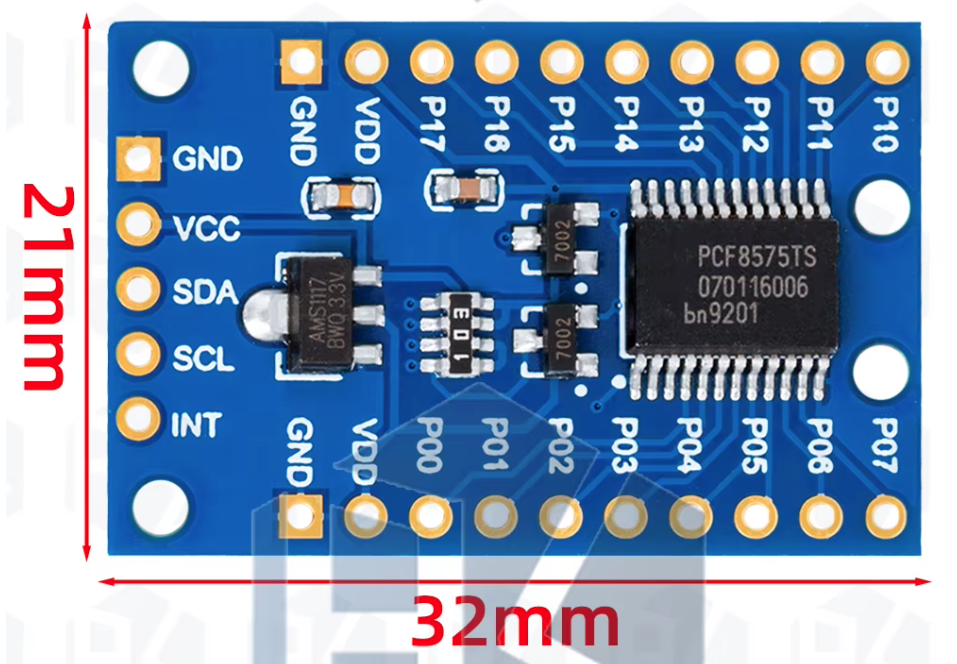 GND
VDD
P17
P16
P15
P14
P13
P12
P11
P10
GND
VCC
SDA
SCL
INT
21mm
AMS1117
BWQ 3.3V
103
7002
7002
PCF8575TS
070116006
bn9201
GND
VDD
P00
P01
P02
P03
P04
P05
P06
P07
32mm